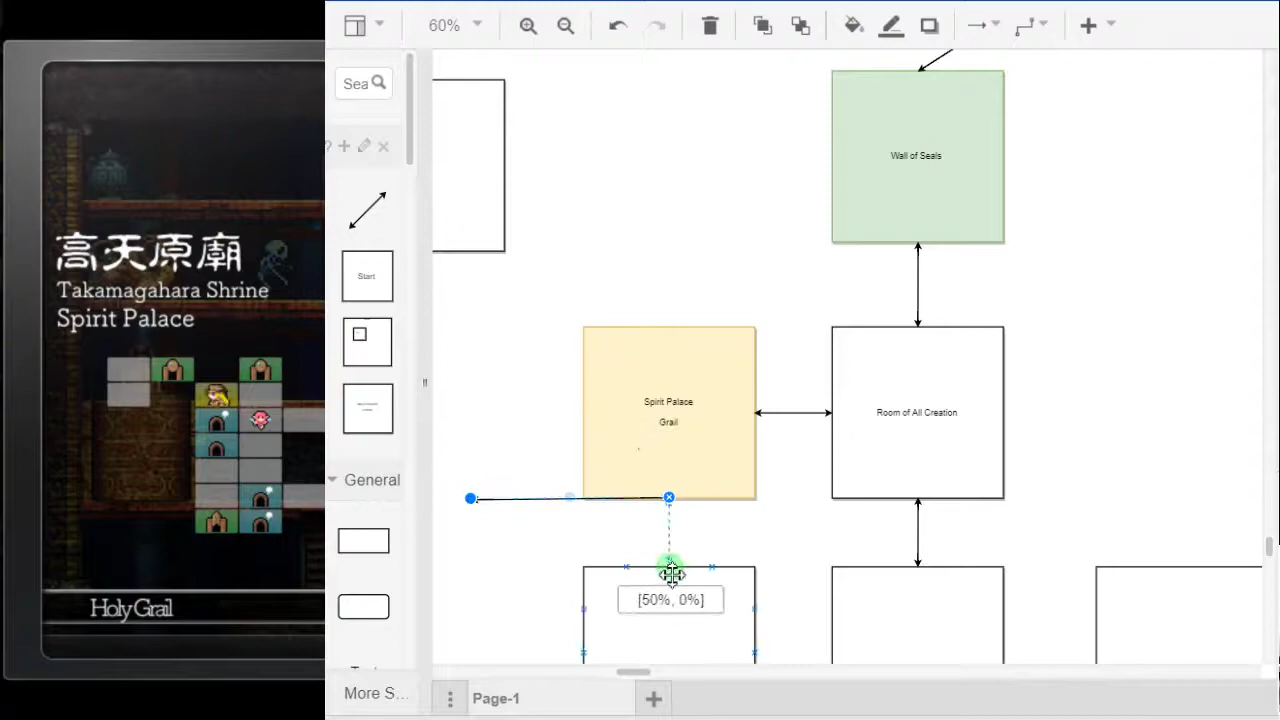 高天原廟
Takamagahara Shrine
Spirit Palace
Holy Grail
60%
Sea
?
Start
General
More S...
Wall of Seals
Spirit Palace
Grail
Room of All Creation
[50%, 0%]
Page-1